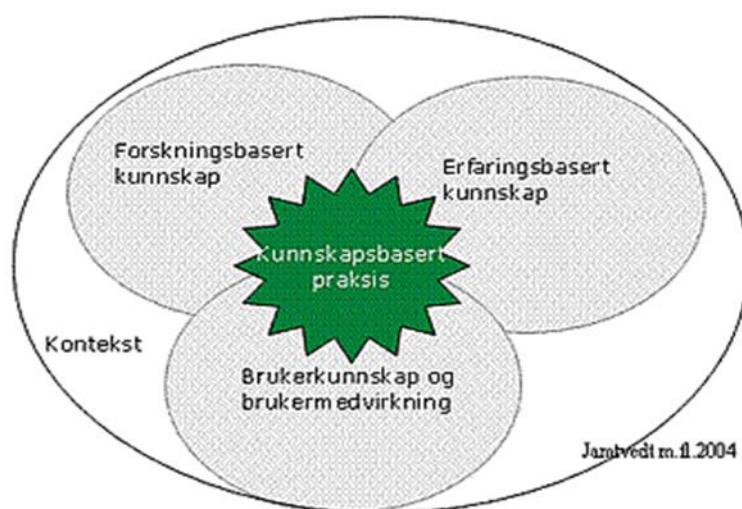 Forskningsbasert
kunnskap
Erfaringsbasert
kunnskap
Kunnskapsbasert
praksis
Kontekst
Brukerkunnskap og
brukermedvirkning
Jamtvedt m.fl.2004